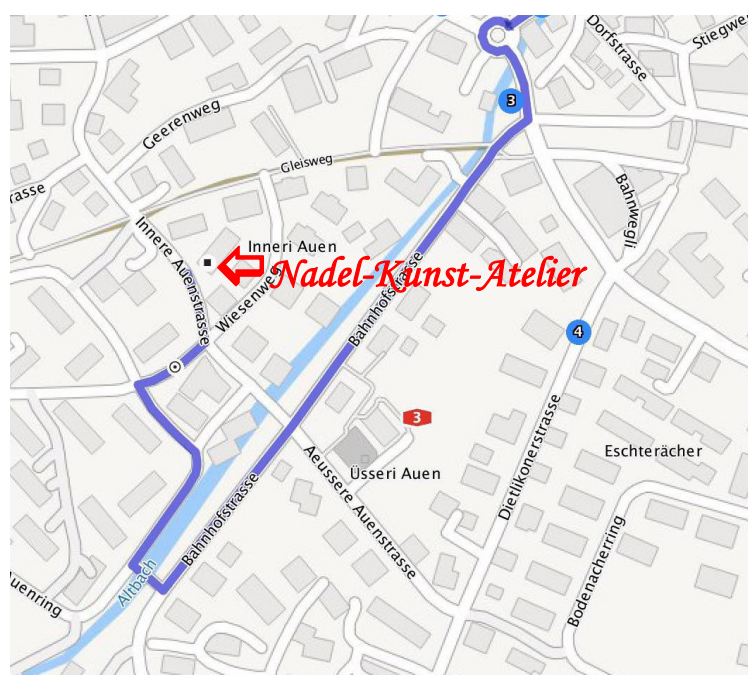 Dorfstrasse
Stiegwe
3
Geerenweg
Gleisweg
Bahnwegli
rasse
Innere Auenstrasse
Inneri Auen
Nadel-Kunst-Atelier
Wiesenweg
Bahnhofstrasse
4
3
Üsseri Auen
Eschterächer
Dietlikonerstrasse
Aeussere Auenstrasse
Bahnhofstrasse
Bodenacherring
Altbach
uenring